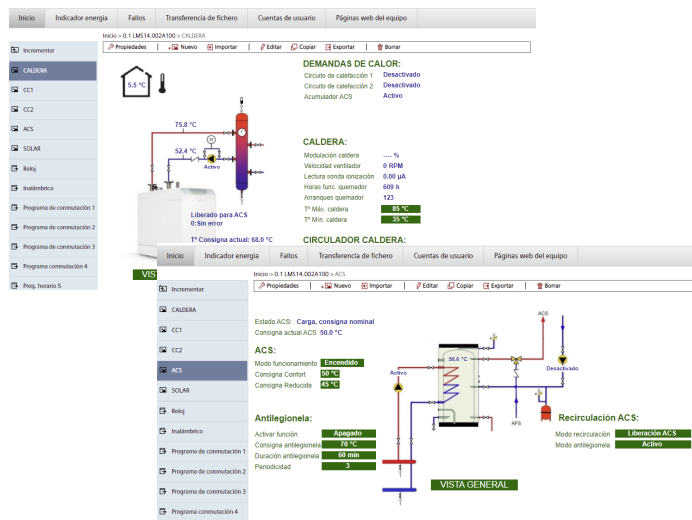 Inicio
Indicador energía
Fallos
Transferencia de fichero
Cuentas de usuario
Páginas web del equipo
Inicio > 0.1 LMS14.002A100 > CALDERA
Incrementar
CALDERA
CC1
CC2
ACS
SOLAR
Reloj
Inalámbrico
Programa de conmutación 1
Programa de conmutación 2
Programa de conmutación 3
Programa conmutación 4
Prog. horario 5
Propiedades
Nuevo
Importar
Editar
Copiar
Exportar
Borrar
5.5 °C
75.8 °C
52.4 °C
M
T
Activo
Liberado para ACS
0:Sin error
Tª Consigna actual: 68.0 °C
VIS
DEMANDAS DE CALOR:
Circuito de calefacción 1 Desactivado
Circuito de calefacción 2 Desactivado
Acumulador ACS Activo
CALDERA:
Modulación caldera ---- %
Velocidad ventilador 0 RPM
Lectura sonda ionización 0.00 µA
Horas func. quemador 609 h
Arranques quemador 123
Tª Máx. caldera 85 °C
Tª Mín. caldera 35 °C
CIRCULADOR CALDERA:
Inicio
Indicador energía
Fallos
Transferencia de fichero
Cuentas de usuario
Páginas web del equipo
Inicio > 0.1 LMS14.002A100 > ACS
Incrementar
CALDERA
CC1
CC2
ACS
SOLAR
Reloj
Inalámbrico
Programa de conmutación 1
Programa de conmutación 2
Programa de conmutación 3
Programa conmutación 4
Propiedades
Nuevo
Importar
Editar
Copiar
Exportar
Borrar
Estado ACS: Carga, consigna nominal
Consigna actual ACS 50.0 °C
ACS:
Modo funcionamiento Encendido
Consigna Confort 50 °C
Consigna Reducida 45 °C
Antilegionela:
Activar función Apagado
Consigna antilegionela 70 °C
Duración antilegionela 60 min
Periodicidad 3
Activo
50.6 °C
ACS
Desactivado
AFS
VISTA GENERAL
Recirculación ACS:
Modo recirculación Liberación ACS
Modo antilegionela Activo